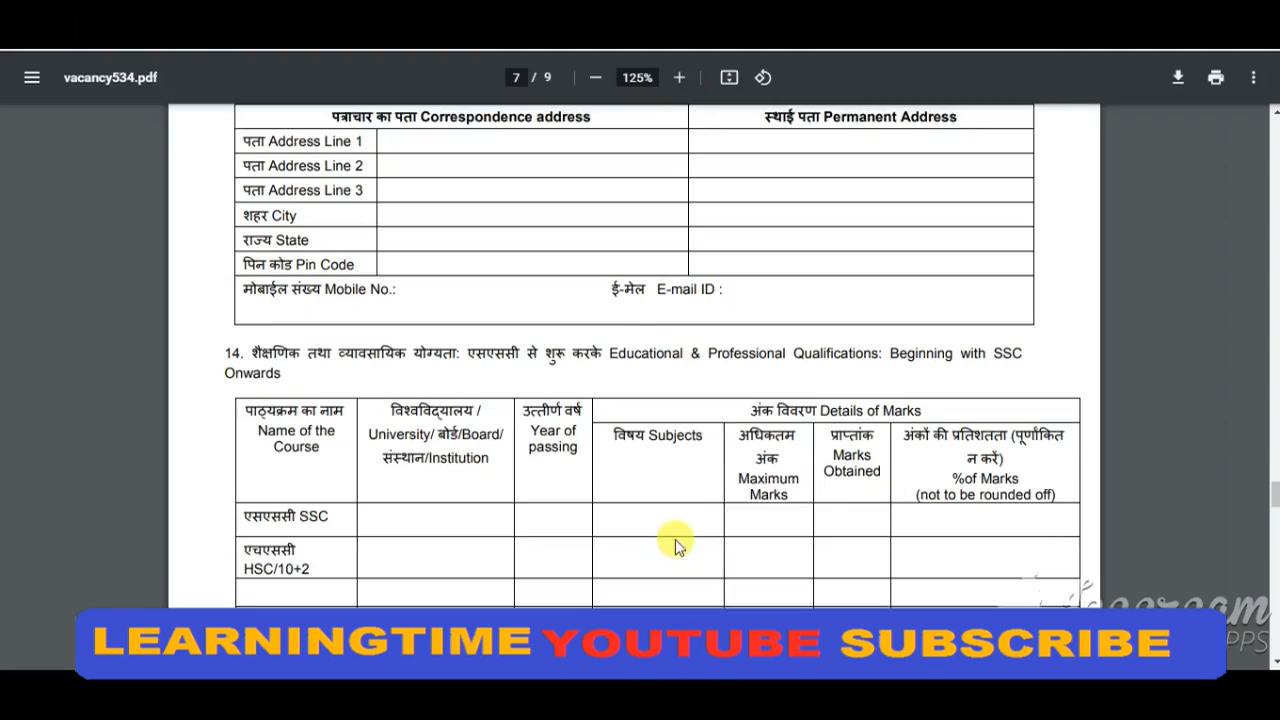 vacancy534.pdf
7 / 9
125%
पत्राचार का पता Correspondence address
स्थाई पता Permanent Address
पता Address Line 1
पता Address Line 2
पता Address Line 3
शहर City
राज्य State
पिन कोड Pin Code
मोबाईल संख्य Mobile No.:
ई-मेल E-mail ID :
14. शैक्षणिक तथा व्यावसायिक योग्यता: एसएससी से शुरू करके Educational & Professional Qualifications: Beginning with SSC
Onwards
पाठ्यक्रम का नाम
Name of the
Course
विश्वविद्यालय /
University/ बोर्ड/Board/
संस्थान/Institution
उत्तीर्ण वर्ष
Year of
passing
अंक विवरण Details of Marks
विषय Subjects
अधिकतम
अंक
Maximum
Marks
प्राप्तांक
Marks
Obtained
अंकों की प्रतिशतता (पूर्णांकित
न करें)
%of Marks
(not to be rounded off)
एसएससी SSC
एचएससी
HSC/10+2
LEARNINGTIME YOUTUBE SUBSCRIBE